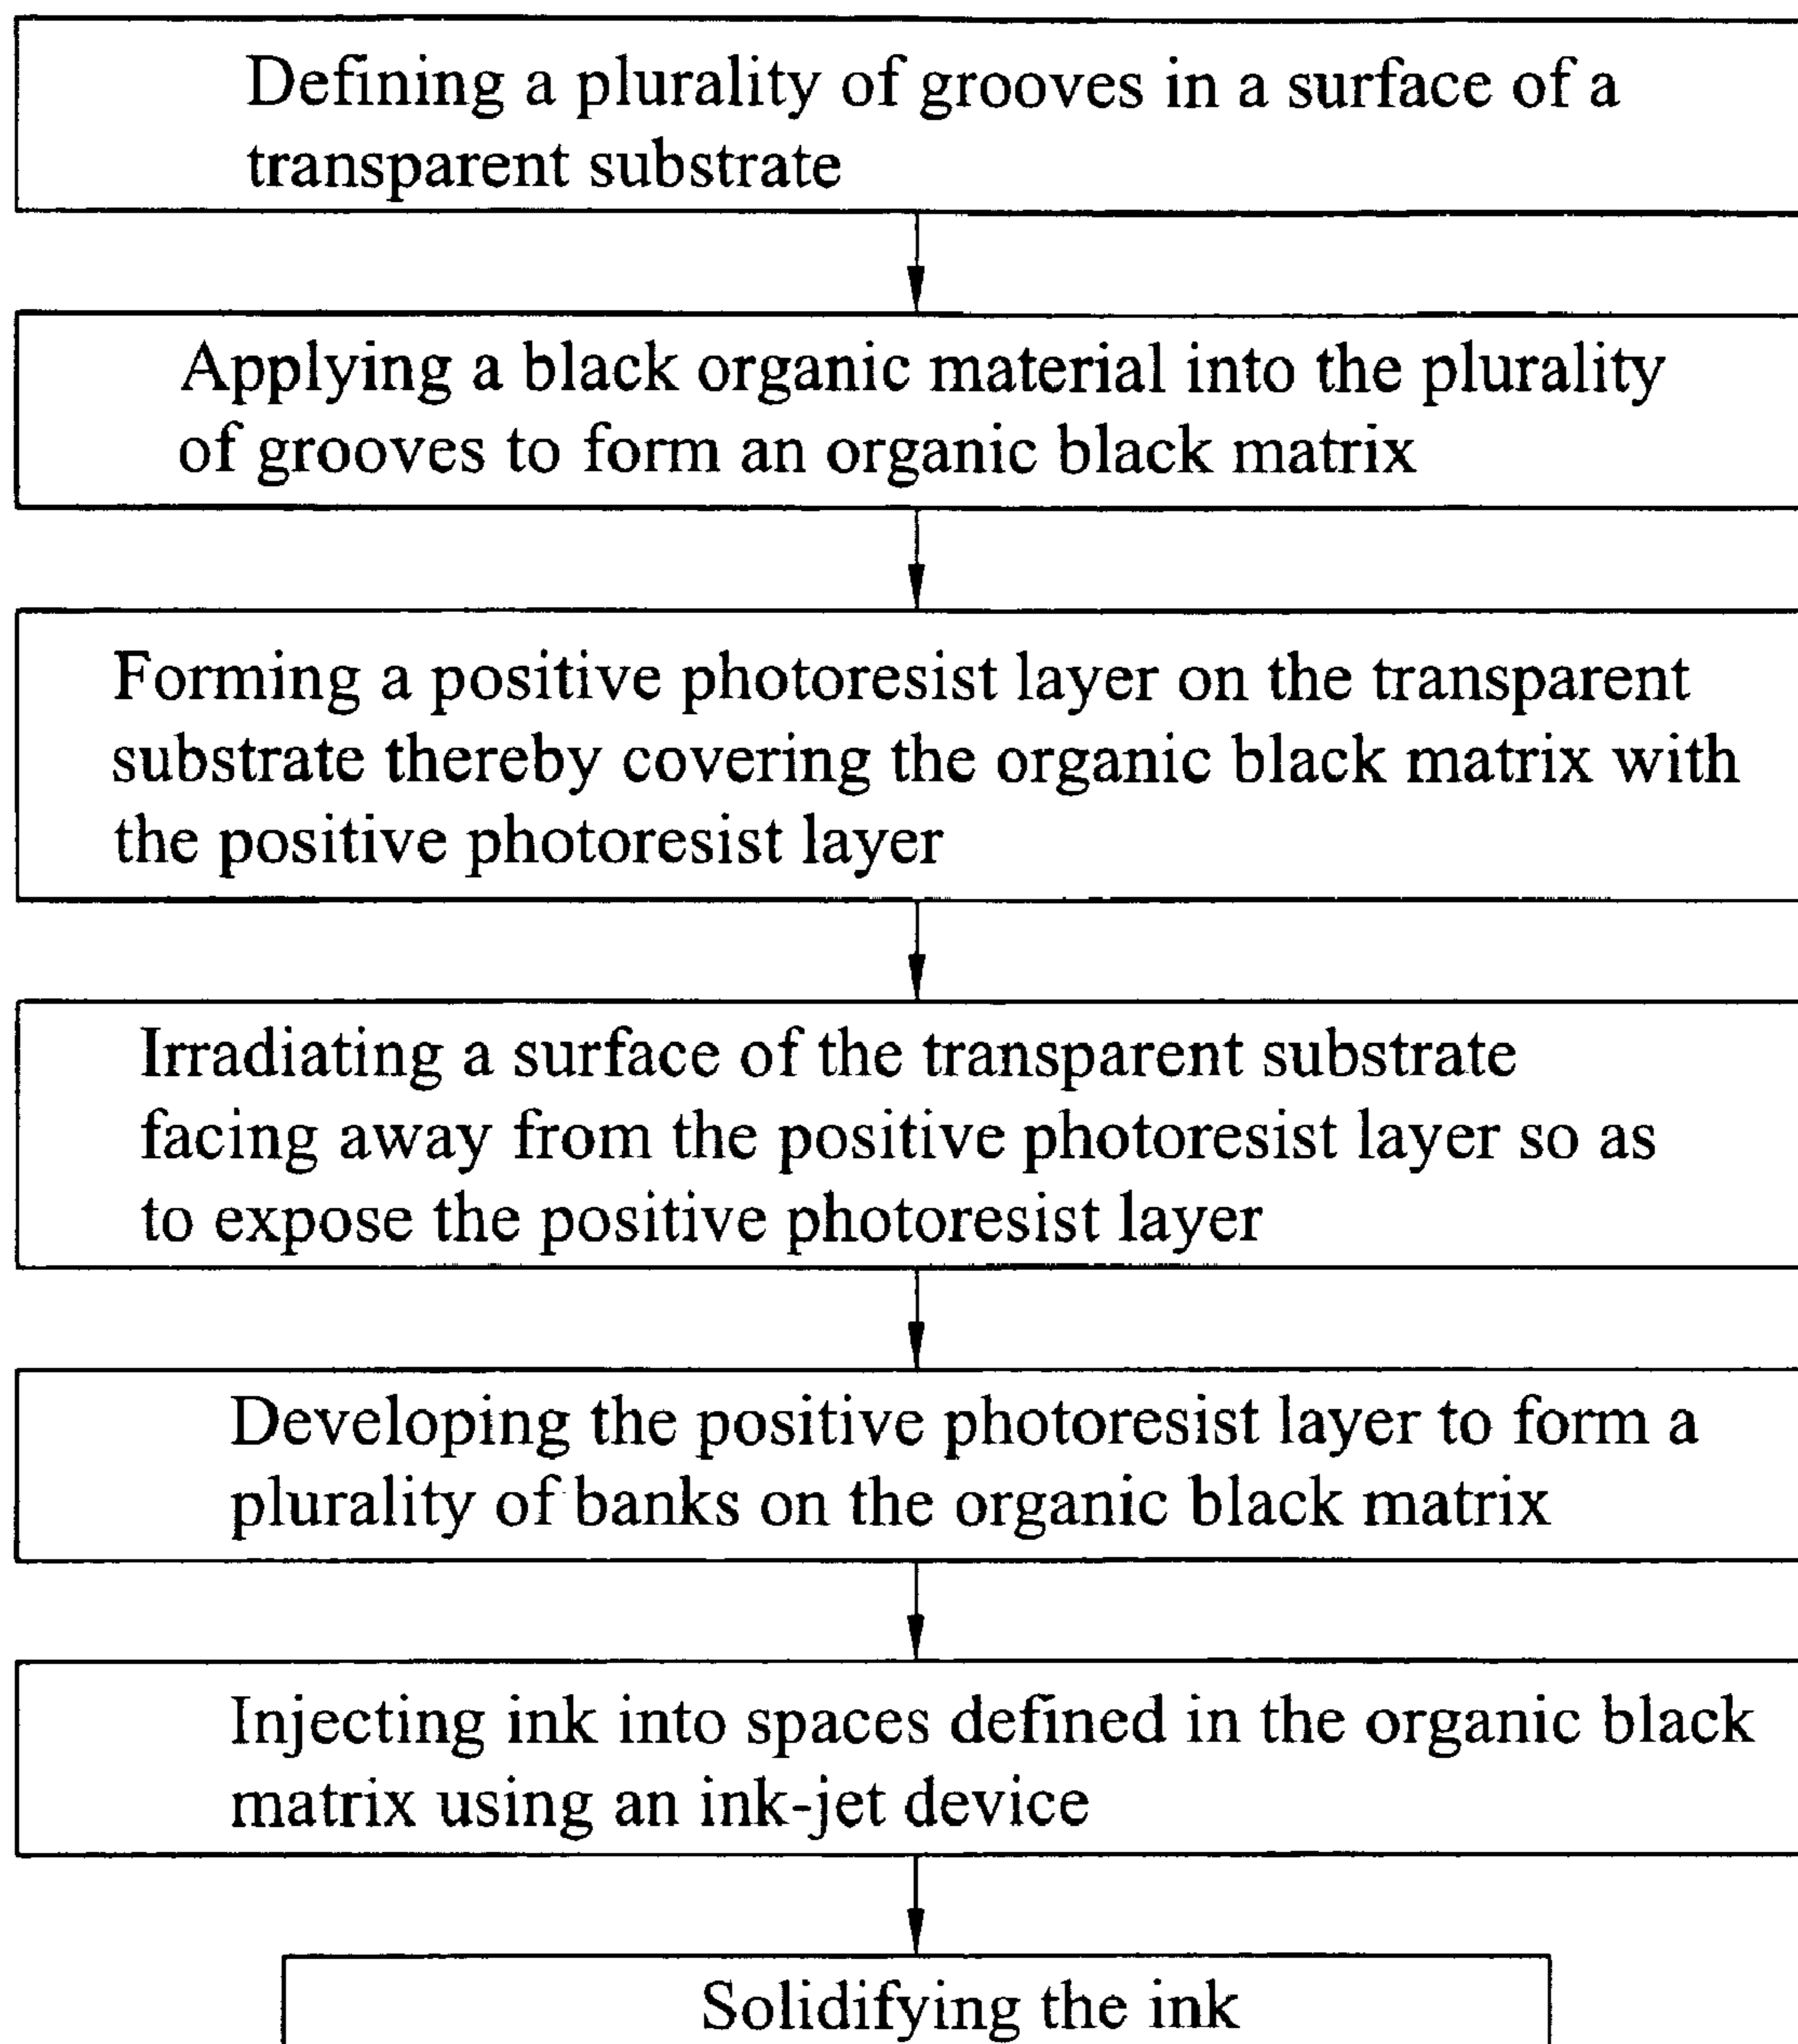 Defining a plurality of grooves in a surface of a
transparent substrate
Applying a black organic material into the plurality
of grooves to form an organic black matrix
Forming a positive photoresist layer on the transparent
substrate thereby covering the organic black matrix with
the positive photoresist layer
Irradiating a surface of the transparent substrate
facing away from the positive photoresist layer so as
to expose the positive photoresist layer
Developing the positive photoresist layer to form a
plurality of banks on the organic black matrix
Injecting ink into spaces defined in the organic black
matrix using an ink-jet device
Solidifying the ink